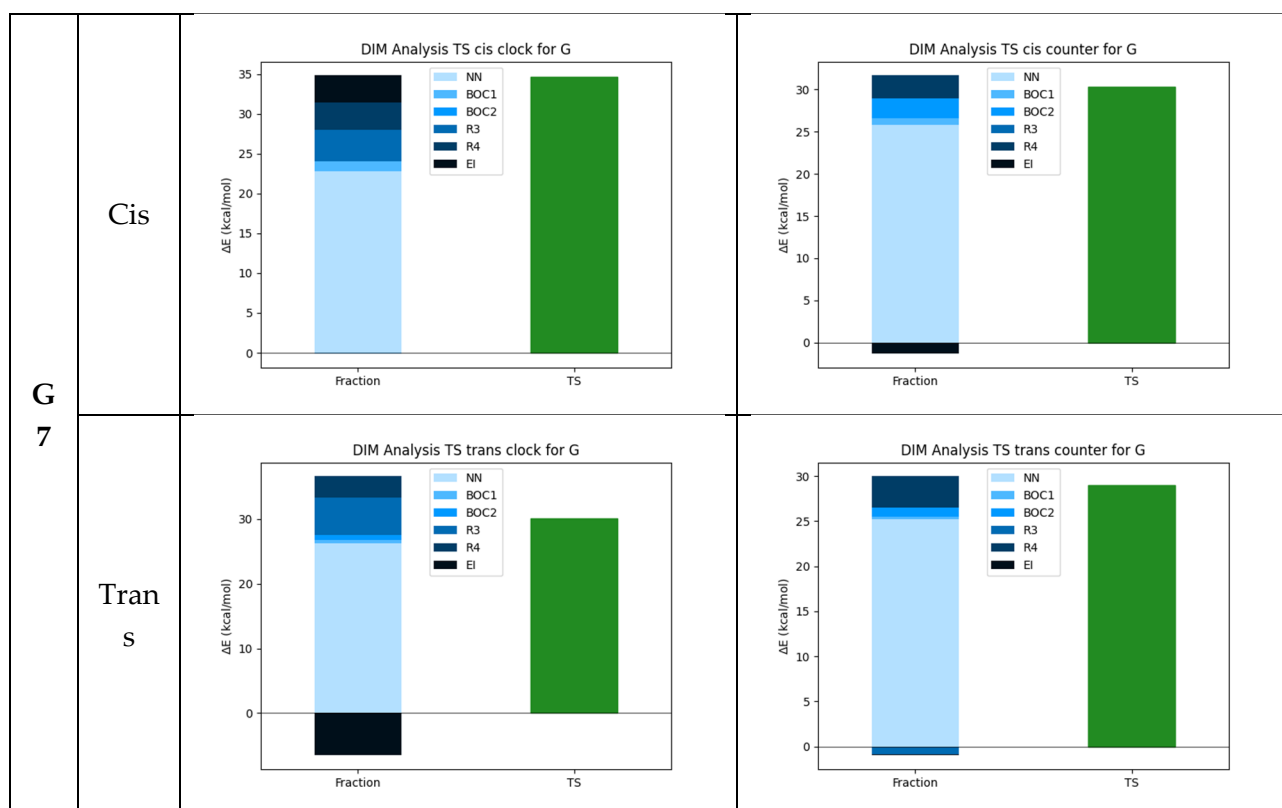 G
7
Cis
DIM Analysis TS cis clock for G
ΔE (kcal/mol)
35
30
25
20
15
10
5
0
NN
BOC1
BOC2
R3
R4
EI
Fraction
TS
DIM Analysis TS cis counter for G
ΔE (kcal/mol)
30
25
20
15
10
5
0
NN
BOC1
BOC2
R3
R4
EI
Fraction
TS
Tran
s
DIM Analysis TS trans clock for G
ΔE (kcal/mol)
30
20
10
0
NN
BOC1
BOC2
R3
R4
EI
Fraction
TS
DIM Analysis TS trans counter for G
ΔE (kcal/mol)
30
25
20
15
10
5
0
NN
BOC1
BOC2
R3
R4
EI
Fraction
TS